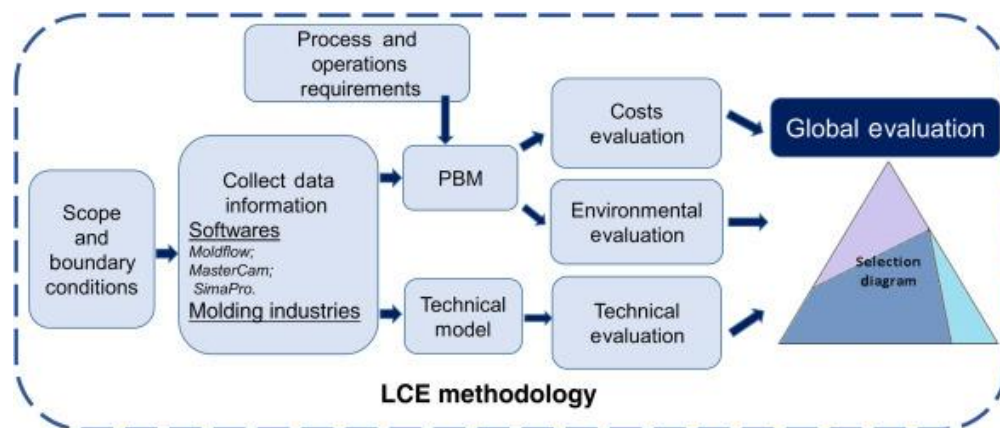 Process and
operations
requirements
Costs
evaluation
Global evaluation
Scope
and
boundary
conditions
Collect data
information
Softwares
Moldflow;
MasterCam;
SimaPro.
Molding industries
PBM
Environmental
evaluation
Selection
diagram
Technical
model
Technical
evaluation
LCE methodology